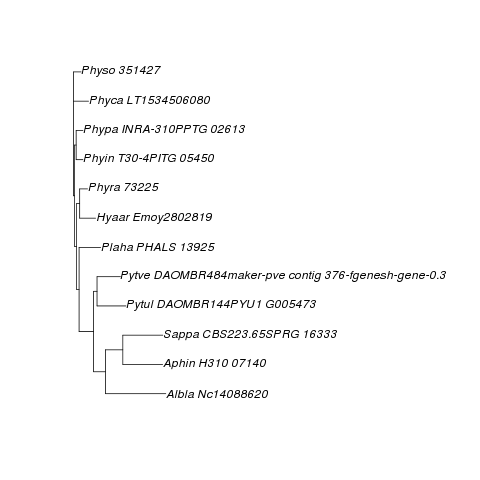 Physo 351427
Phyca LT1534506080
Phypa INRA-310PPTG 02613
Phyin T30-4PITG 05450
Phyra 73225
Hyaar Emoy2802819
Plaha PHALS 13925
Pytve DAOMBR484maker-pve contig 376-fgenesh-gene-0.3
Pytul DAOMBR144PYU1 G005473
Sappa CBS223.65SPRG 16333
Aphin H310 07140
Albla Nc14088620